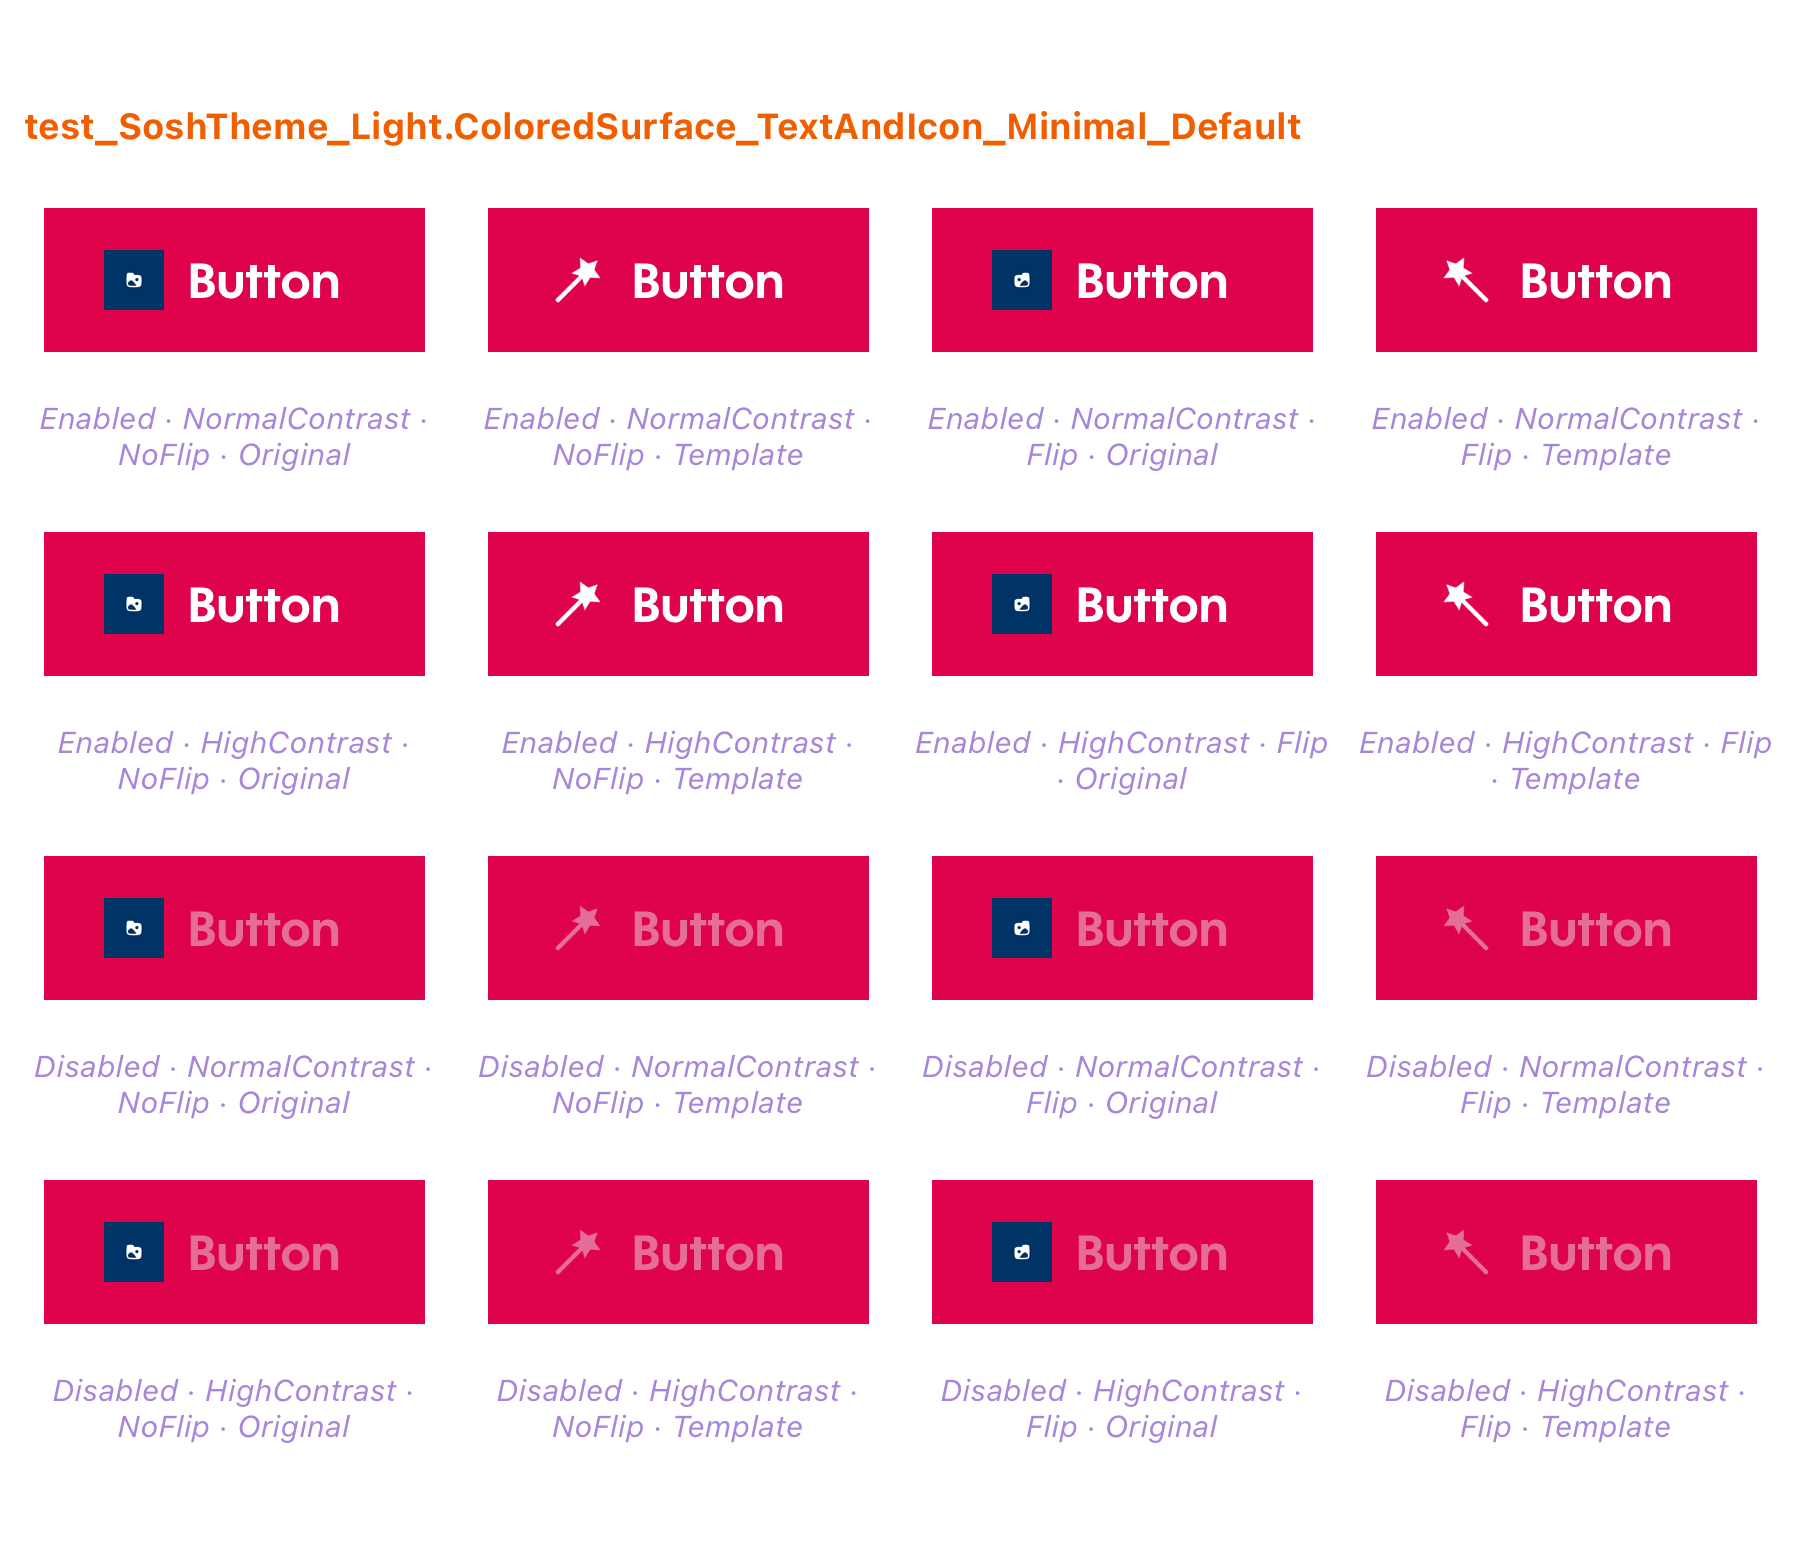 test_SoshTheme_Light.ColoredSurface_TextAndIcon_Minimal_Default
Button Button Button Button
Enabled · NormalContrast · Enabled · NormalContrast · Enabled · NormalContrast · Enabled · NormalContrast ·
NoFlip · Original NoFlip · Template Flip · Original Flip · Template
Button Button Button Button
Enabled · HighContrast · Enabled · HighContrast · Enabled · HighContrast · Flip Enabled · HighContrast · Flip
NoFlip · Original NoFlip · Template · Original · Template
Button Button Button Button
Disabled · NormalContrast · Disabled · NormalContrast · Disabled · NormalContrast · Disabled · NormalContrast ·
NoFlip · Original NoFlip · Template Flip · Original Flip · Template
Button Button Button Button
Disabled · HighContrast · Disabled · HighContrast · Disabled · HighContrast · Disabled · HighContrast ·
NoFlip · Original NoFlip · Template Flip · Original Flip · Template